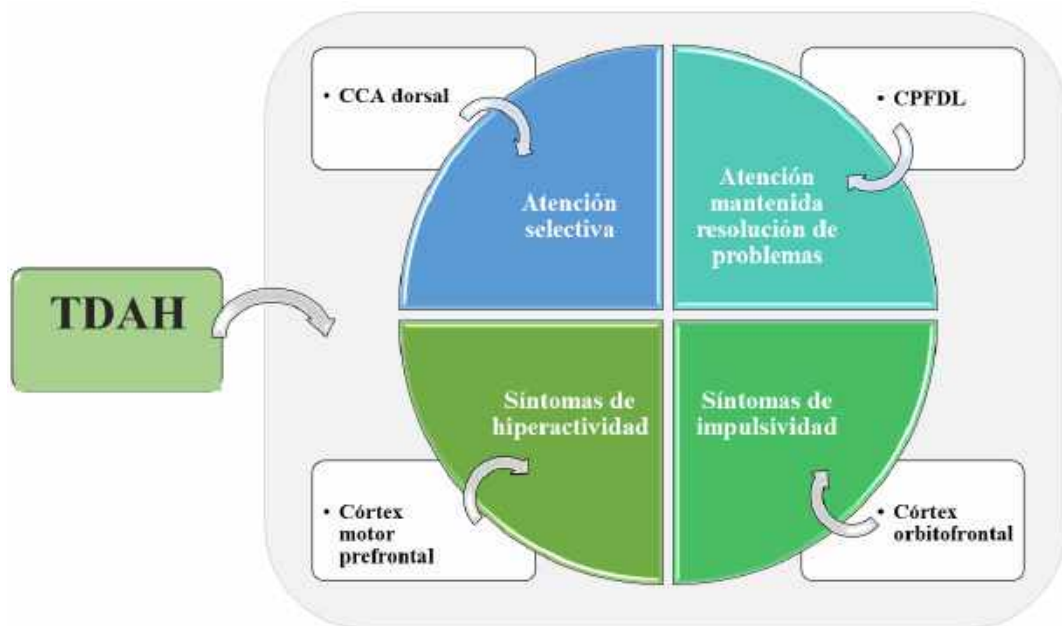 • CCA dorsal
• CPFDL
Atención
selectiva
Atención
mantenida
resolución de
problemas
TDAH
Síntomas de
hiperactividad
Síntomas de
impulsividad
• Córtex
motor
prefrontal
• Córtex
orbitofrontal